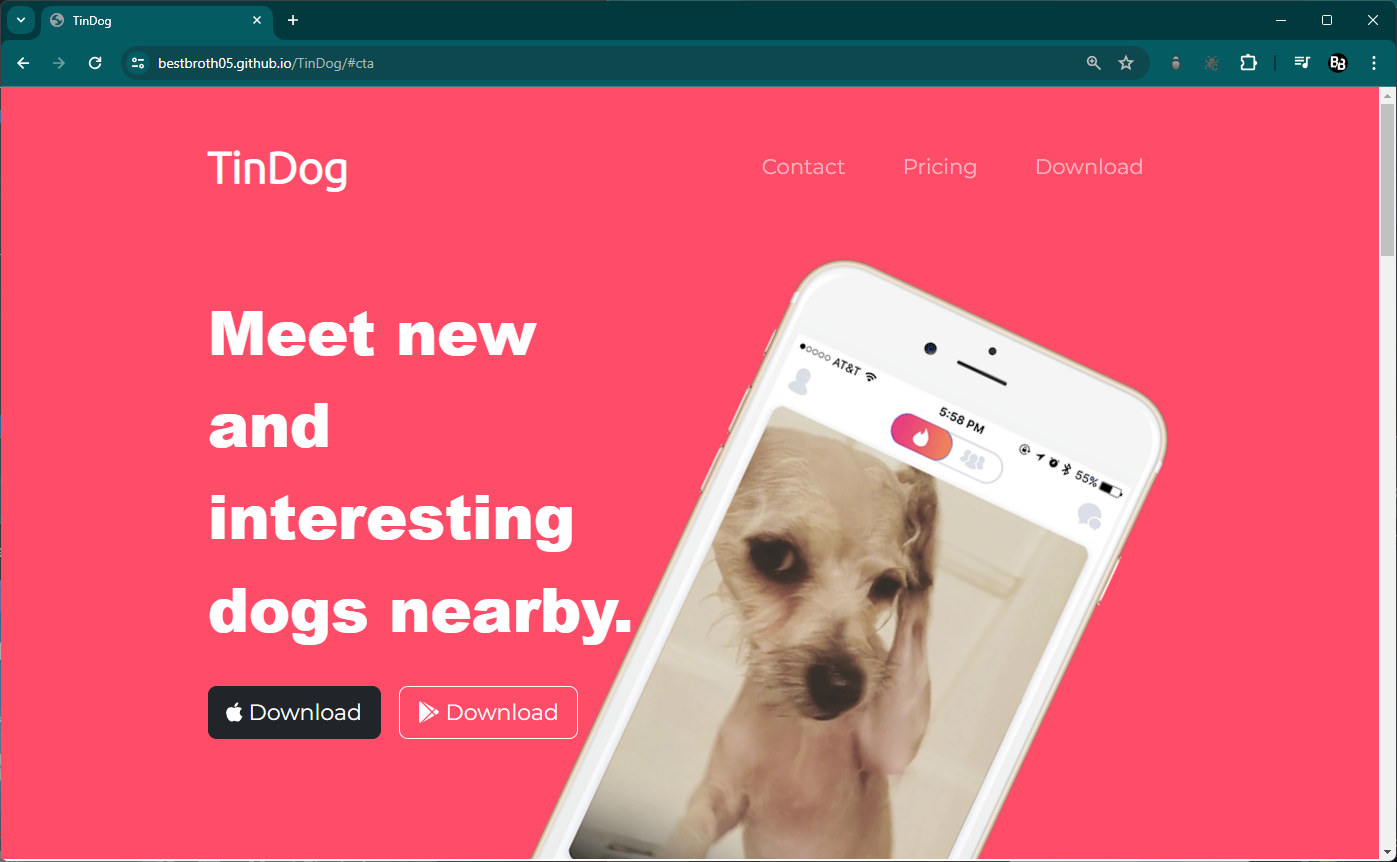 TinDog
bestbroth05.github.io/TinDog/#cta
BB
TinDog
Contact
Pricing
Download
Meet new
and
interesting
dogs nearby.
Download
Download
AT&T
5:58 PM
55%